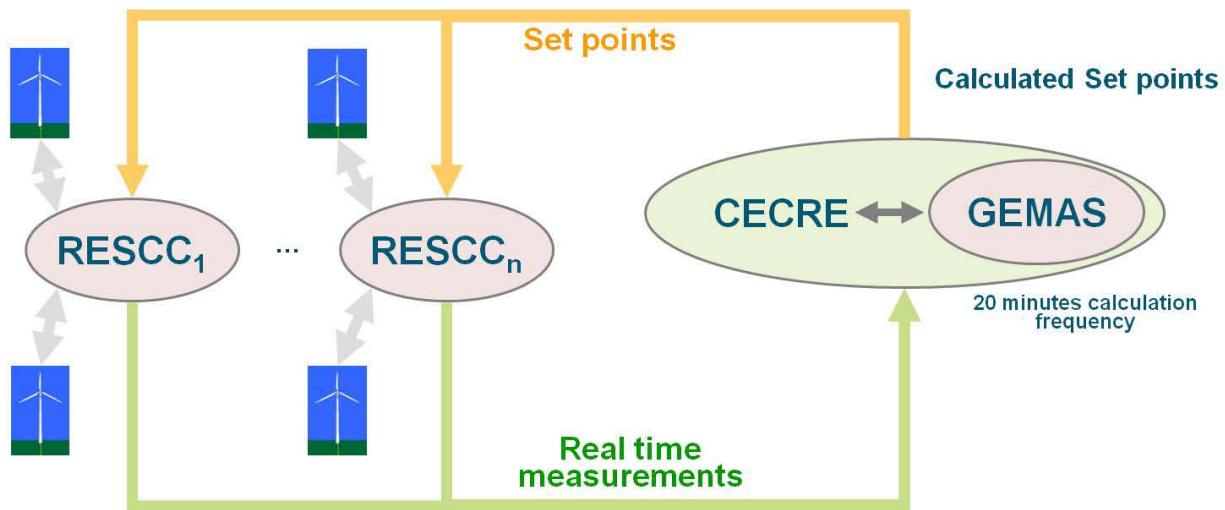 Set points
Calculated Set points
RESCC1
...
RESCCn
CECRE
GEMAS
20 minutes calculation
frequency
Real time
measurements